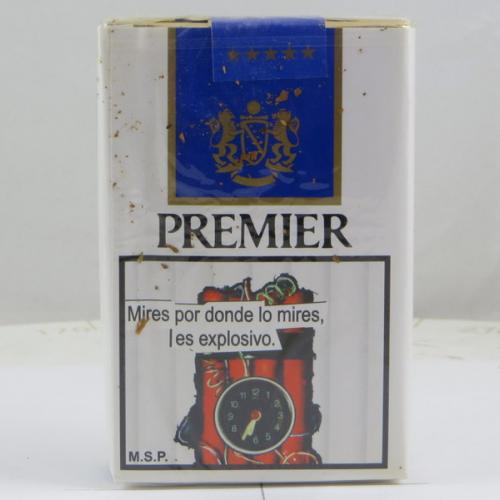 PREMIER
Mires por donde lo mires,
es explosivo.
M.S.P.